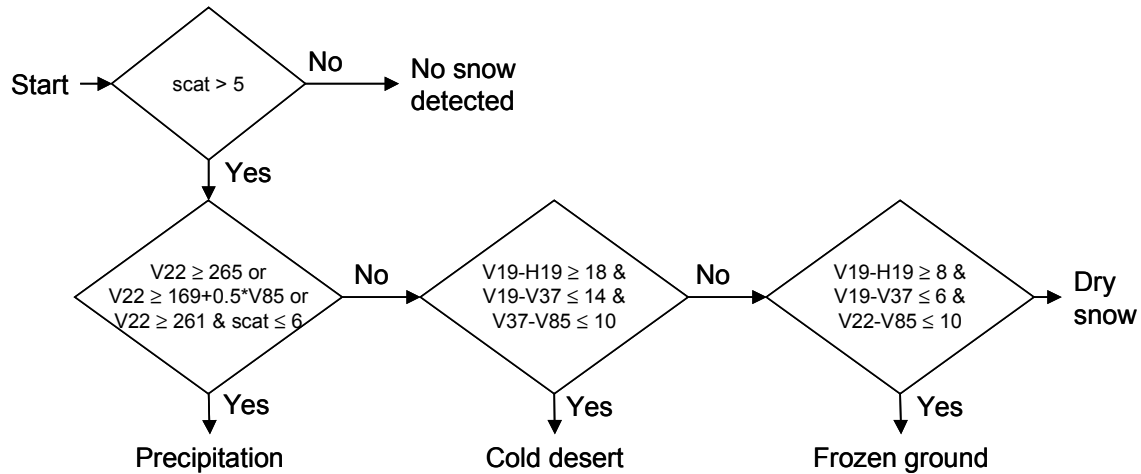 Start
scat > 5
No
No snow
detected
Yes
V22 ≥ 265 or
V22 ≥ 169+0.5*V85 or
V22 ≥ 261 & scat ≤ 6
No
V19-H19 ≥ 18 &
V19-V37 ≤ 14 &
V37-V85 ≤ 10
No
V19-H19 ≥ 8 &
V19-V37 ≤ 6 &
V22-V85 ≤ 10
Dry
snow
Yes
Yes
Yes
Precipitation
Cold desert
Frozen ground